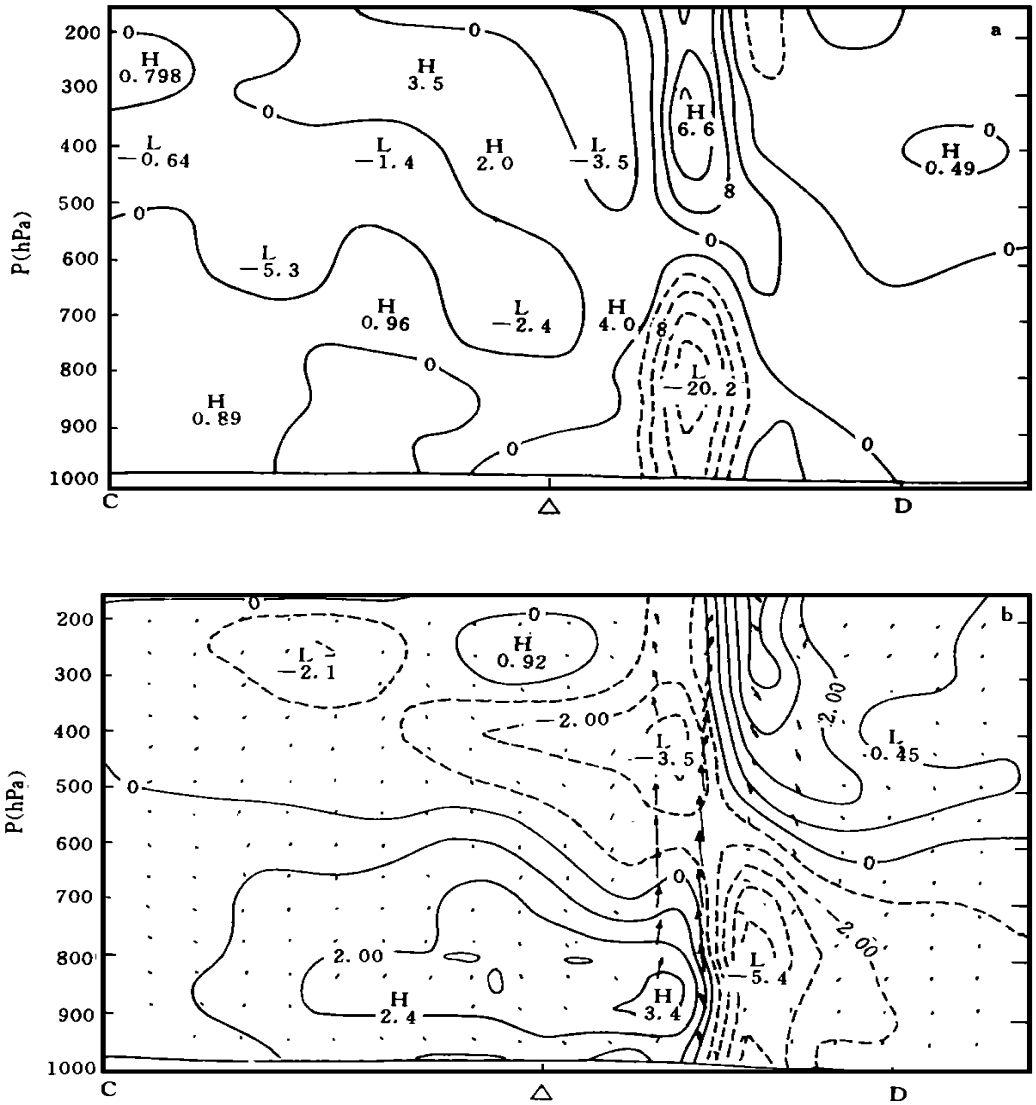 a
200
300
400
500
600
700
800
900
1000
P(hPa)
0
H
0.798
0
H
3.5
0
H
6.6
L
−0.64
L
−1.4
H
2.0
L
−3.5
0
H
0.49
0
8
0
0
L
−5.3
H
0.96
L
−2.4
H
4.0
8
0
L
−20.2
H
0.89
0
0
C
△
D
b
200
300
400
500
600
700
800
900
1000
P(hPa)
0
0
H
0.92
L
−2.1
−2.00
2.00
L
−3.5
L
0.45
0
0
0
2.00
2.00
L
−5.4
H
2.4
H
3.4
C
△
D